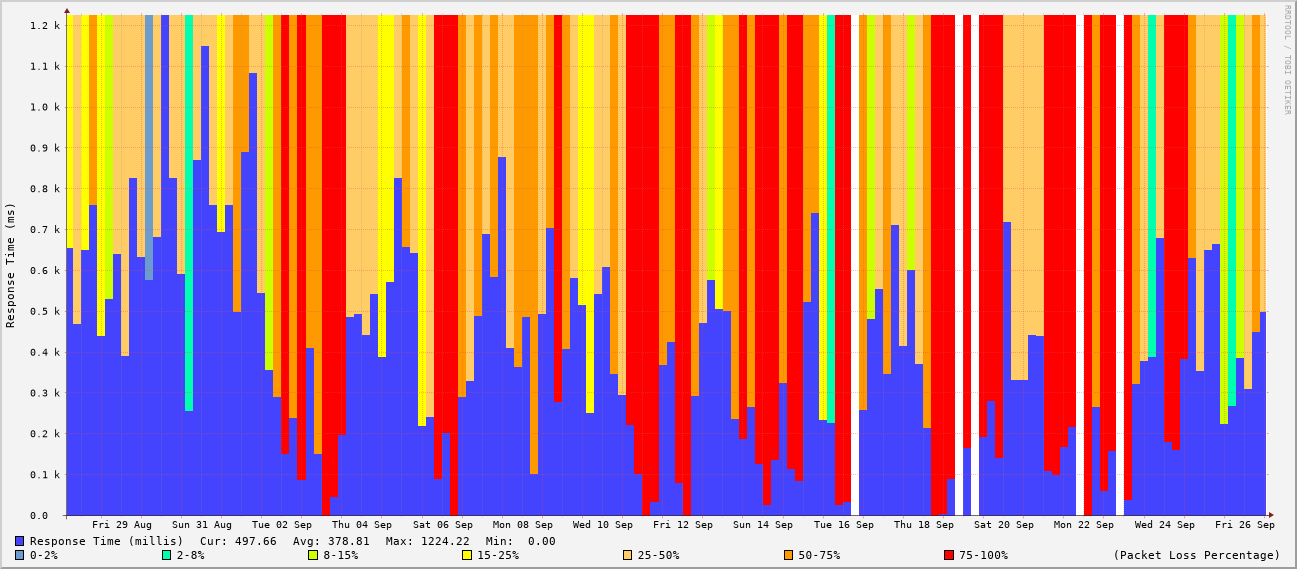 1.2 k
1.1 k
1.0 k
0.9 k
0.8 k
0.7 k
0.6 k
0.5 k
0.4 k
0.3 k
0.2 k
0.1 k
0.0
Response Time (ms)
RRDTOOL / TOBI OETIKER
Fri 29 Aug Sun 31 Aug Tue 02 Sep Thu 04 Sep Sat 06 Sep Mon 08 Sep Wed 10 Sep Fri 12 Sep Sun 14 Sep Tue 16 Sep Thu 18 Sep Sat 20 Sep Mon 22 Sep Wed 24 Sep Fri 26 Sep
Response Time (millis) Cur: 497.66 Avg: 378.81 Max: 1224.22 Min: 0.00
0-2% 2-8% 8-15% 15-25% 25-50% 50-75% 75-100% (Packet Loss Percentage)